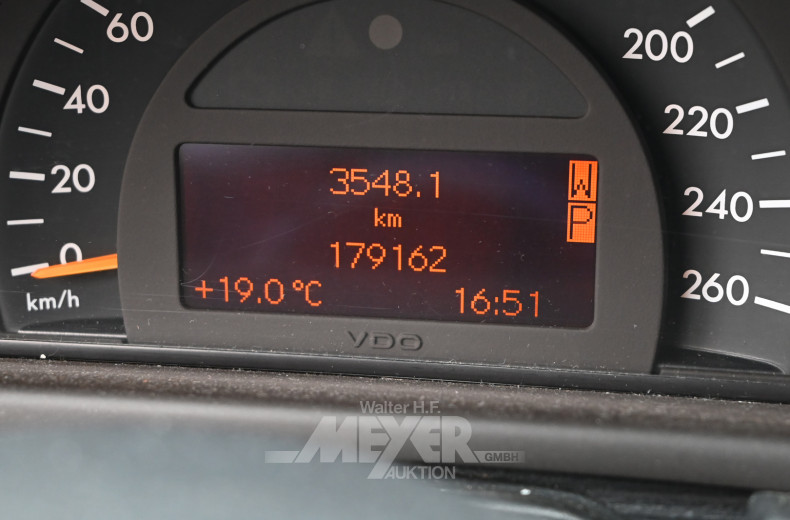 60
40
20
0
km/h
200
220
240
260
3548.1
km
179162
+19.0°C 16:51
W
P
VDO
Walter H.F.
MEYER
GMBH
AUKTION